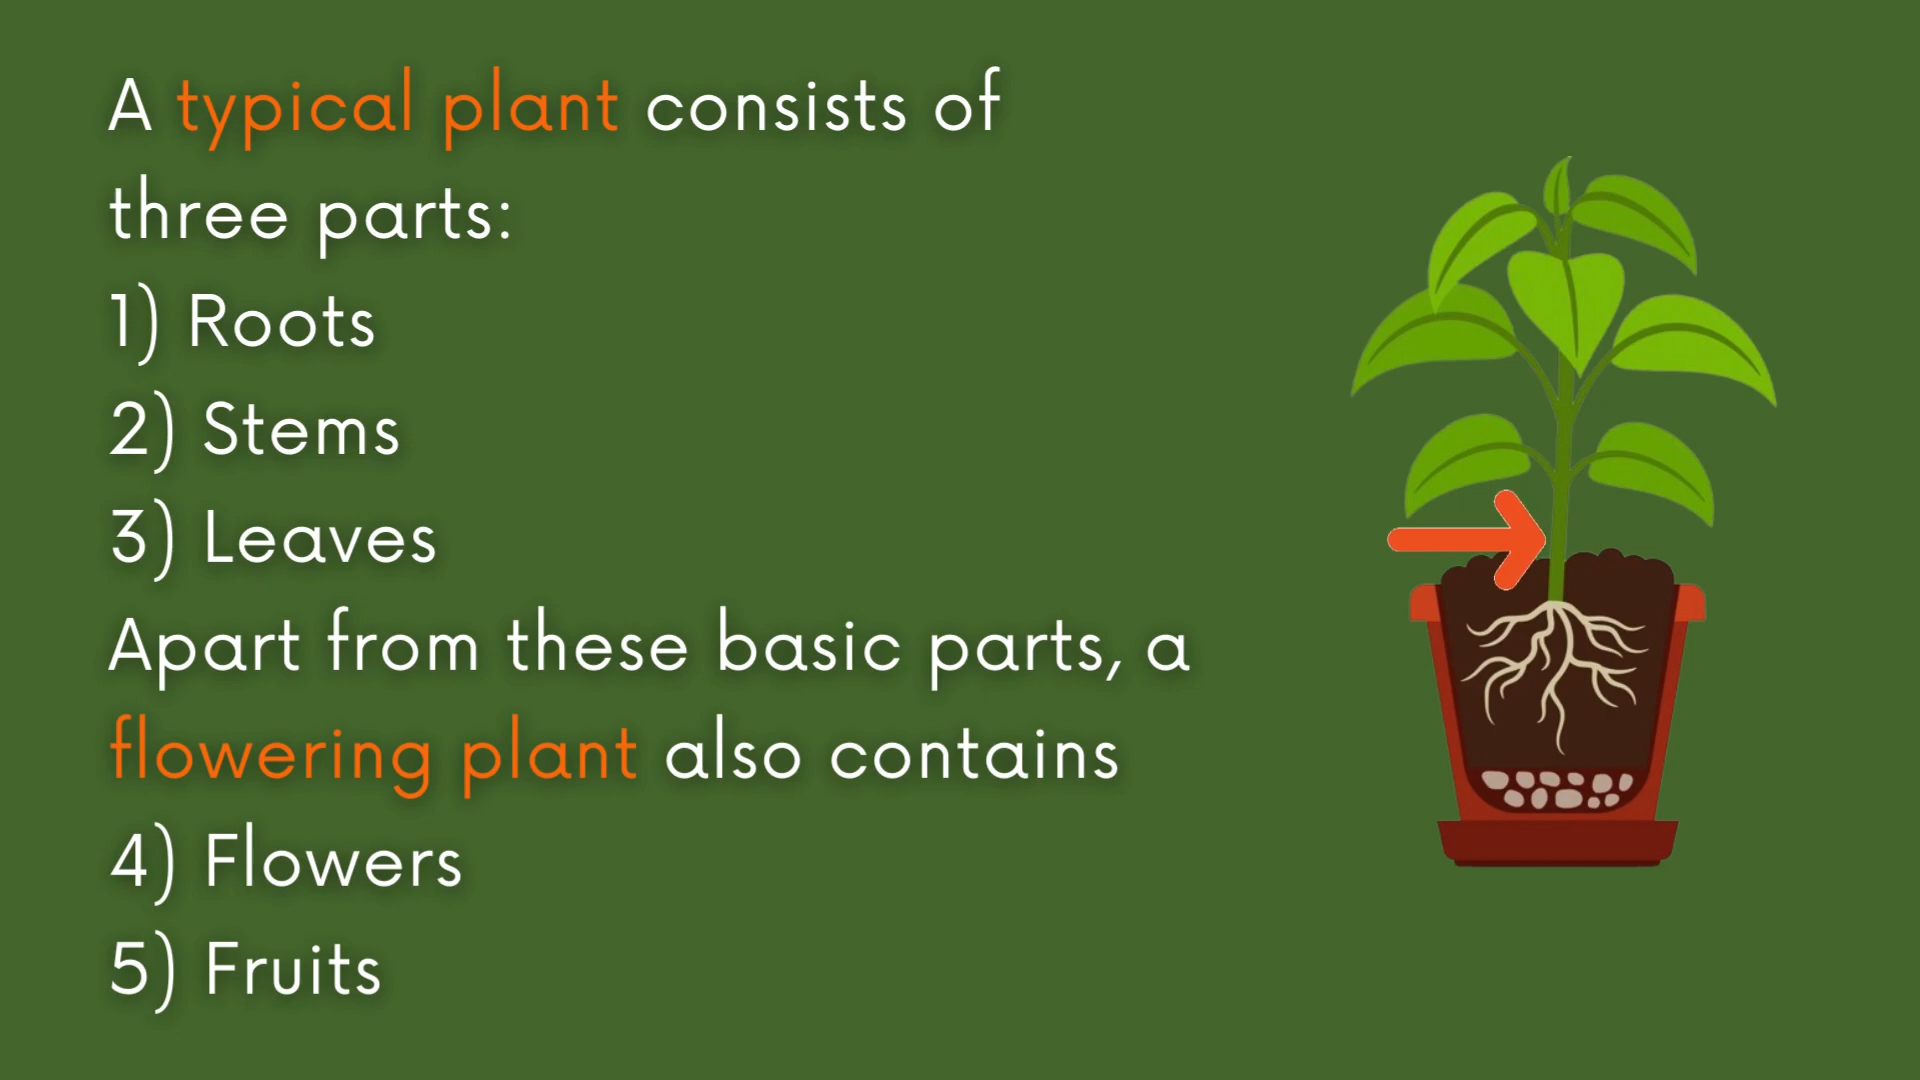 A typical plant consists of
three parts:
1) Roots
2) Stems
3) Leaves
Apart from these basic parts, a
flowering plant also contains
4) Flowers
5) Fruits